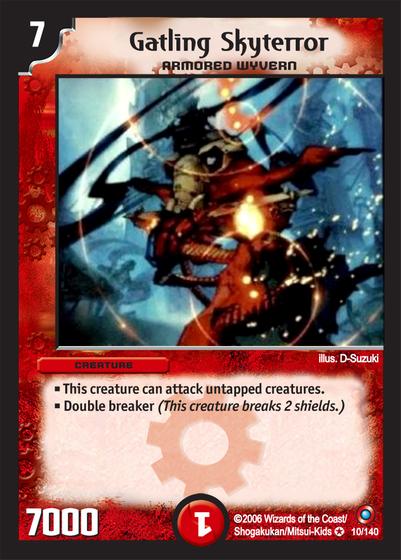 7
Gatling Skyterror
ARMORED WYVERN
illus. D-Suzuki
CREATURE
▪ This creature can attack untapped creatures.
▪ Double breaker (This creature breaks 2 shields.)
7000
1
©2006 Wizards of the Coast/
Shogakukan/Mitsui-Kids ✪ 10/140